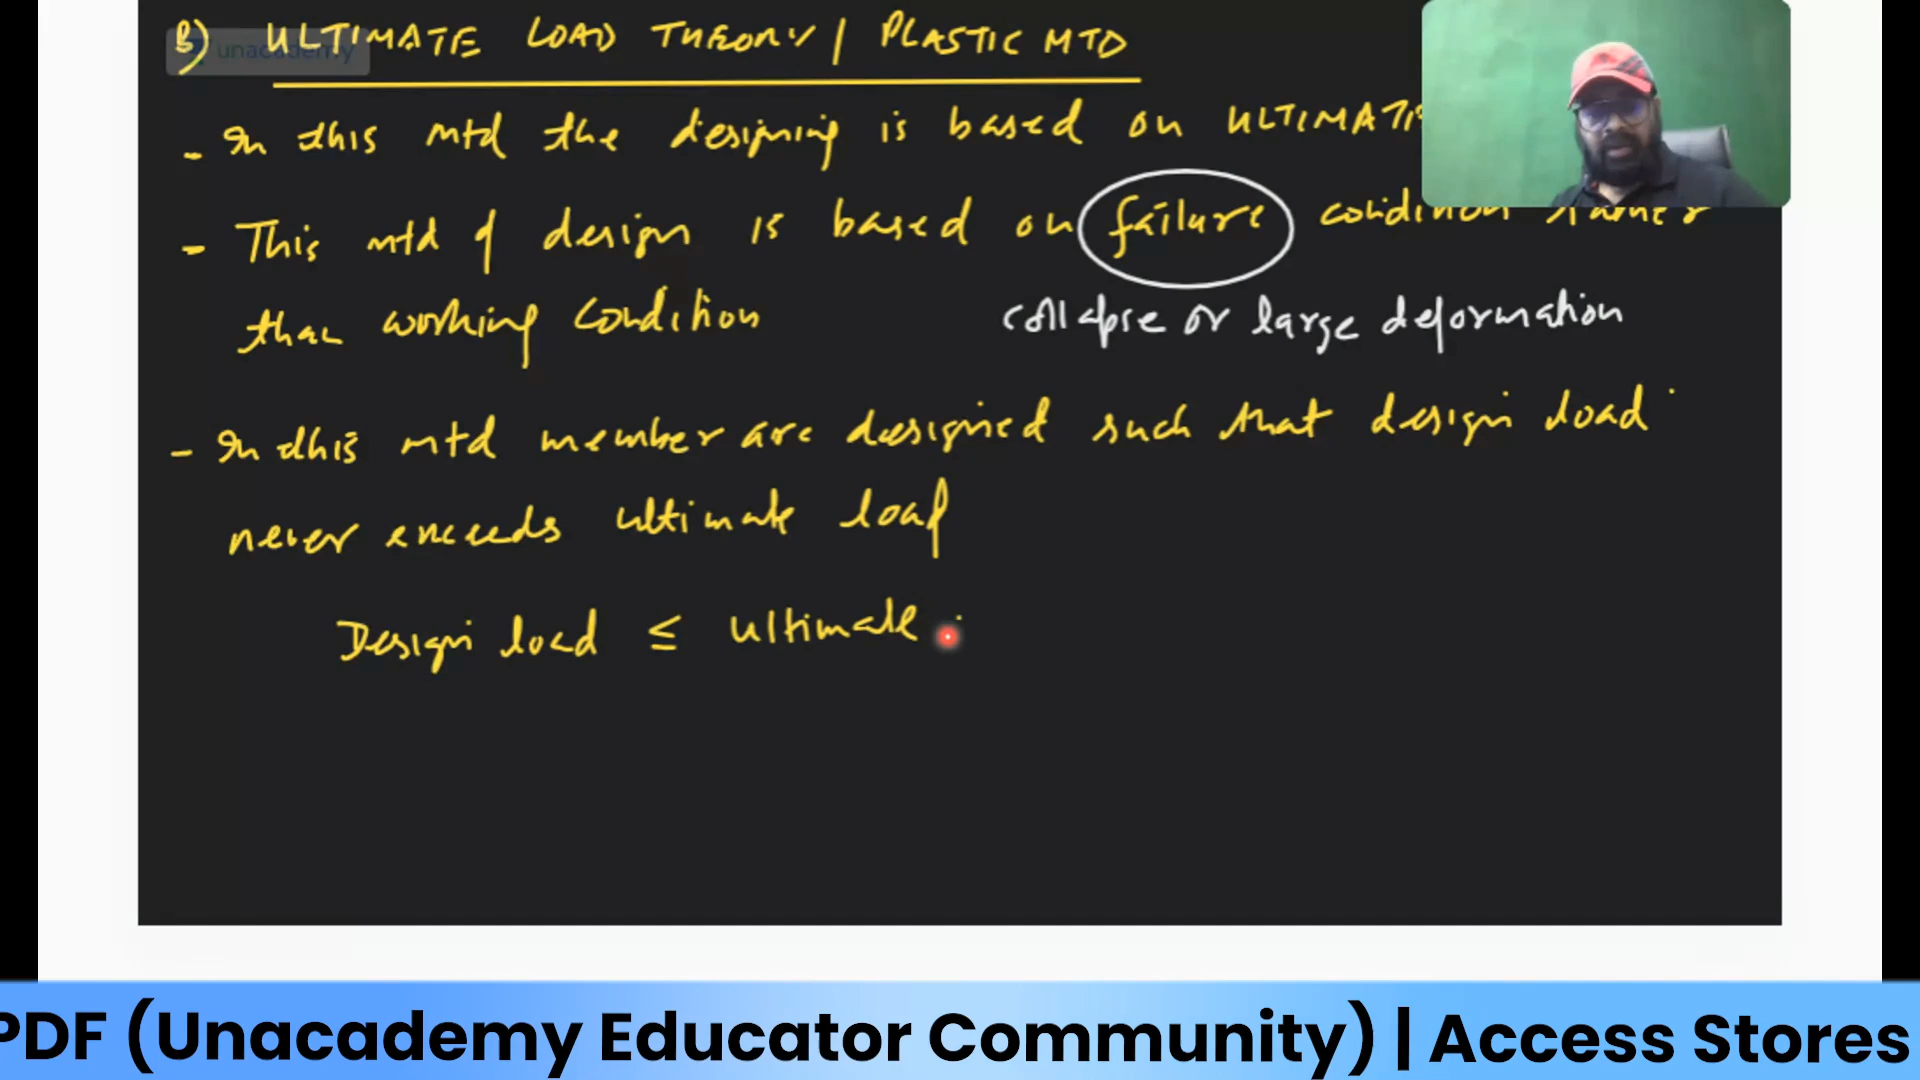 B) ULTIMATE LOAD THEORY / PLASTIC MTD
unacademy
- In this mtd the designing is based on ULTIMATE
- This mtd of design is based on failure condition
than working condition
collapse or large deformation
- In this mtd member are designed such that design load
never exceeds ultimate load
Design load ≤ ultimate
PDF (Unacademy Educator Community) | Access Stores